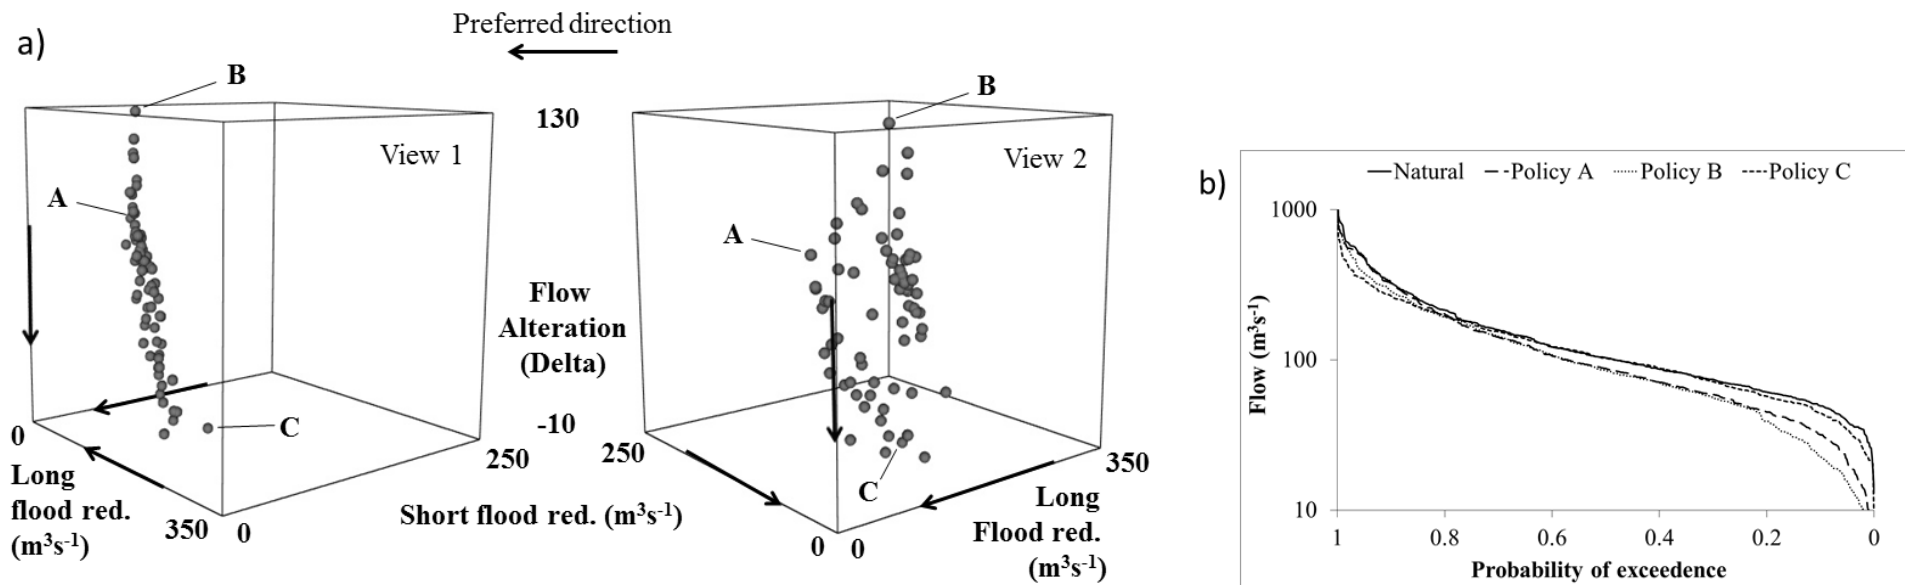 a)
Preferred direction
B
View 1
A
C
0
Long
flood red.
(m³s⁻¹)
350
0
250
Short flood red. (m³s⁻¹)
130
Flow
Alteration
(Delta)
-10
B
View 2
A
C
250
0
0
350
Long
Flood red.
(m³s⁻¹)
b)
Natural Policy A Policy B Policy C
1000
100
10
Flow (m³s⁻¹)
1 0.8 0.6 0.4 0.2 0
Probability of exceedence